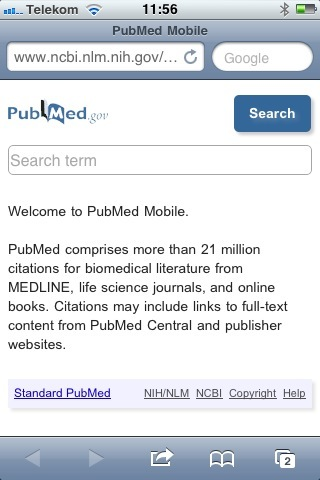 Telekom 11:56
PubMed Mobile
www.ncbi.nlm.nih.gov/... Google
PubMed.gov Search
Search term
Welcome to PubMed Mobile.
PubMed comprises more than 21 million
citations for biomedical literature from
MEDLINE, life science journals, and online
books. Citations may include links to full-text
content from PubMed Central and publisher
websites.
Standard PubMed NIH/NLM NCBI Copyright Help
2